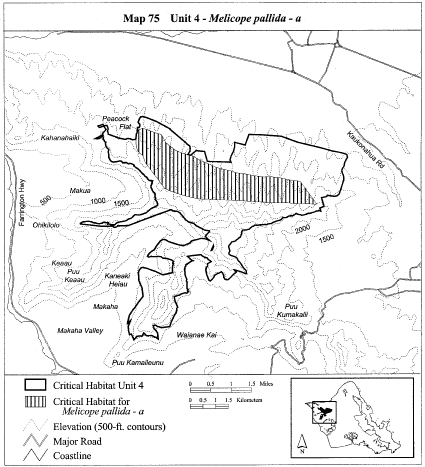 Map 75 Unit 4 - Melicope pallida - a
Peacock
Flat
Kahanahaiki
Kaukonahua Rd
Farrington Hwy
Makua
500
1000
1500
Ohikilolo
2000
1500
Keaau
Puu
Keaau
Kaneaki
Heiau
Makaha
Puu
Kumakalii
Makaha Valley
Waianae Kai
Puu Kamaileunu
Critical Habitat Unit 4
Critical Habitat for
Melicope pallida - a
Elevation (500-ft. contours)
Major Road
Coastline
0 0.5 1 1.5 Miles
0 0.5 1 1.5 Kilometers
N